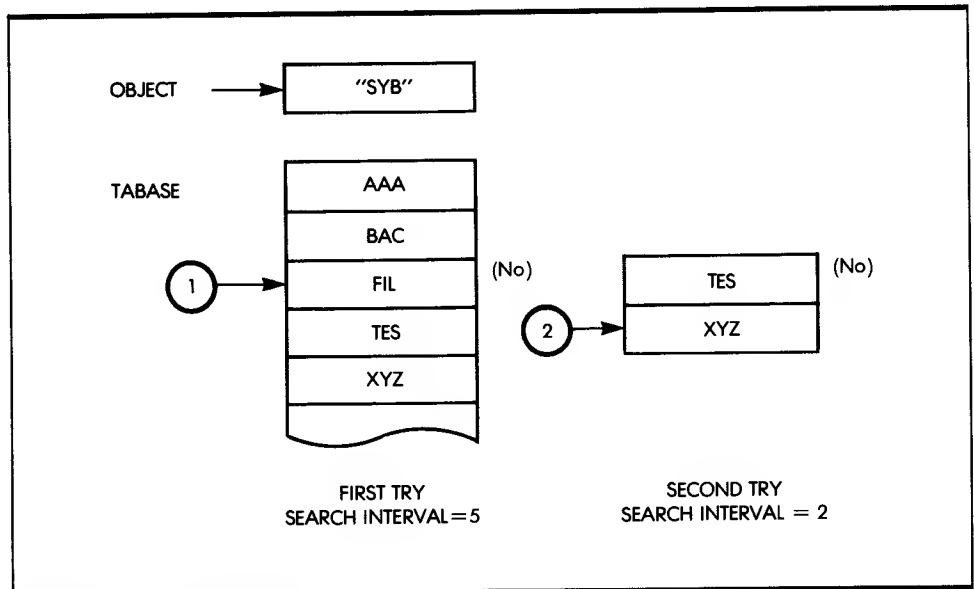 OBJECT
"SYB"
TABASE
AAA
BAC
1
FIL
(No)
TES
XYZ
TES
(No)
2
XYZ
FIRST TRY
SEARCH INTERVAL=5
SECOND TRY
SEARCH INTERVAL = 2